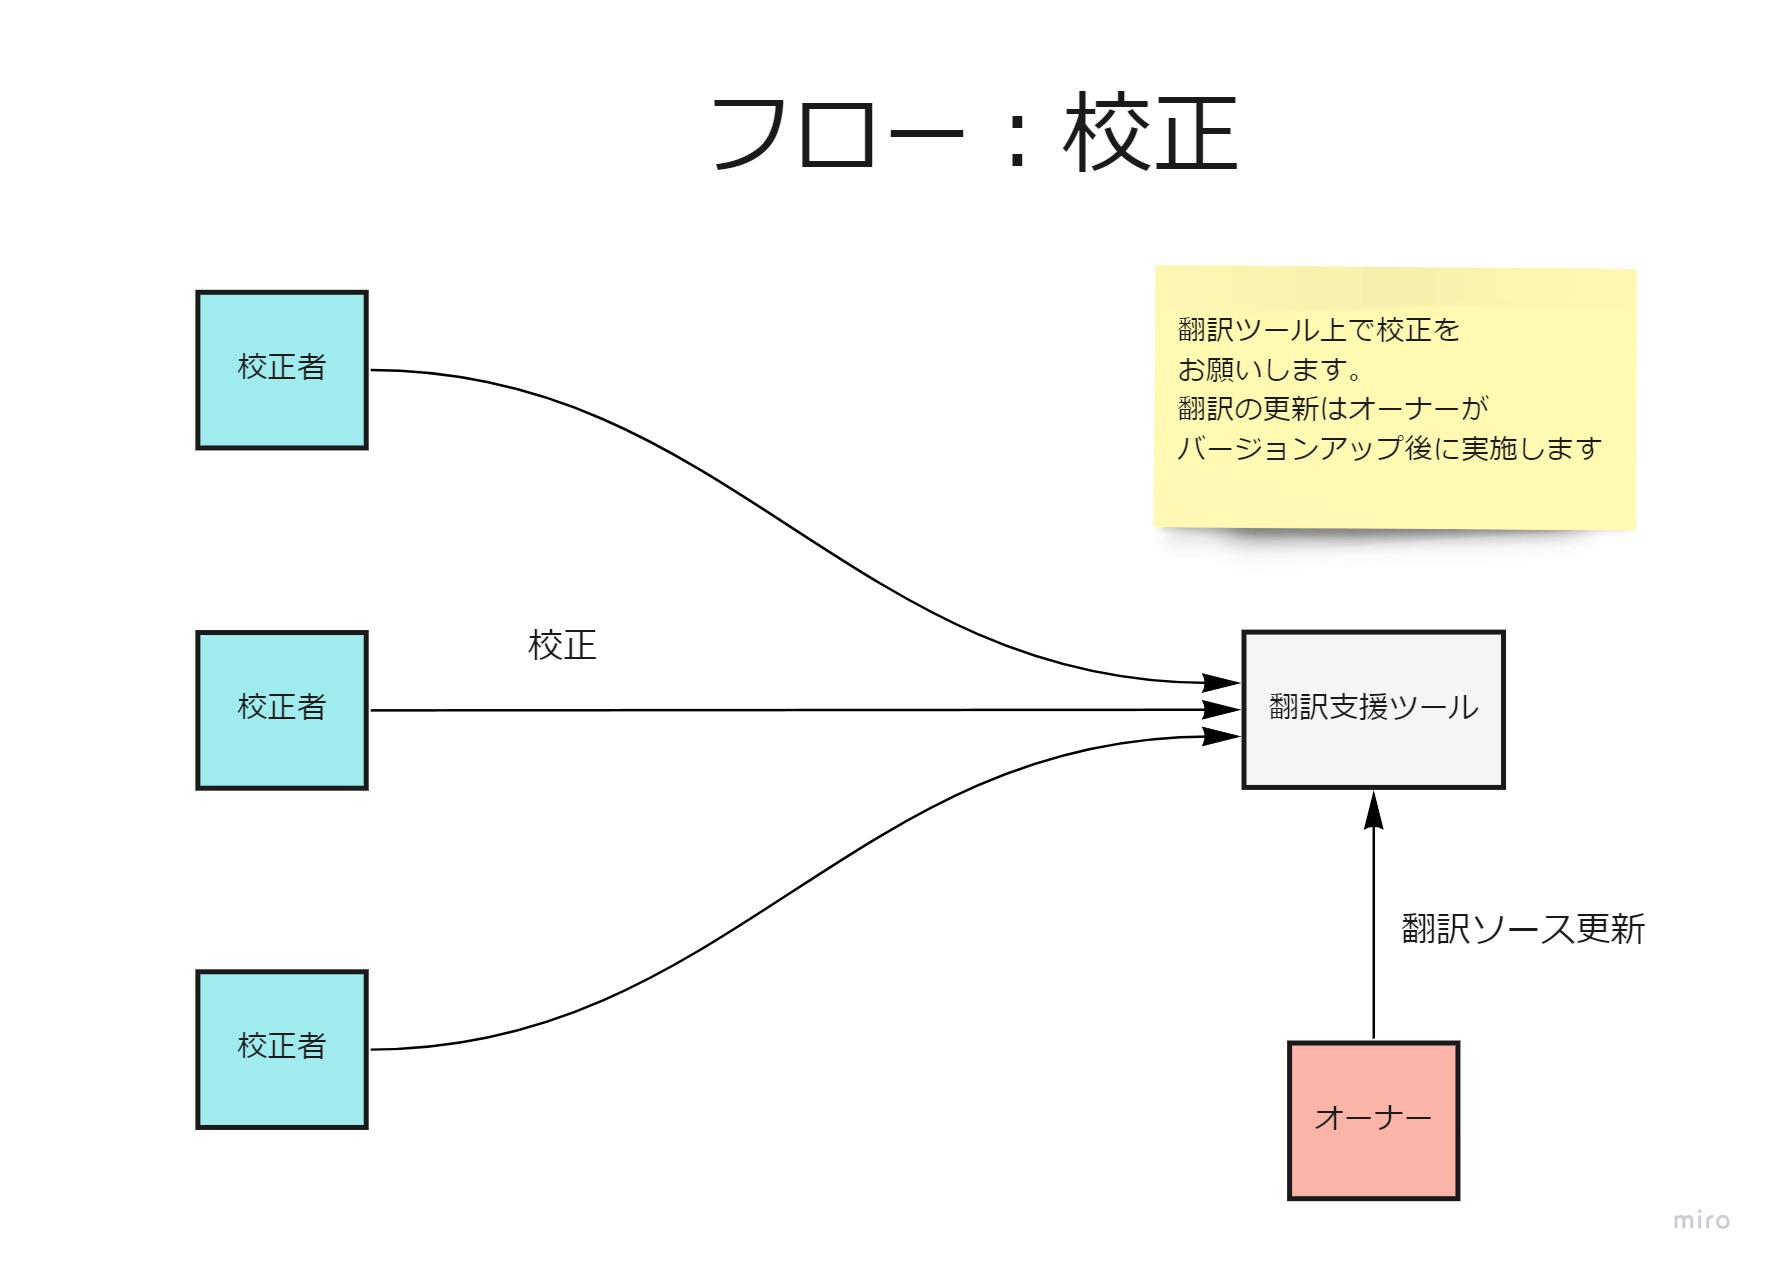 フロー：校正
翻訳ツール上で校正を
お願いします。
翻訳の更新はオーナーが
バージョンアップ後に実施します
校正者
校正
校正者
翻訳支援ツール
翻訳ソース更新
校正者
オーナー
miro